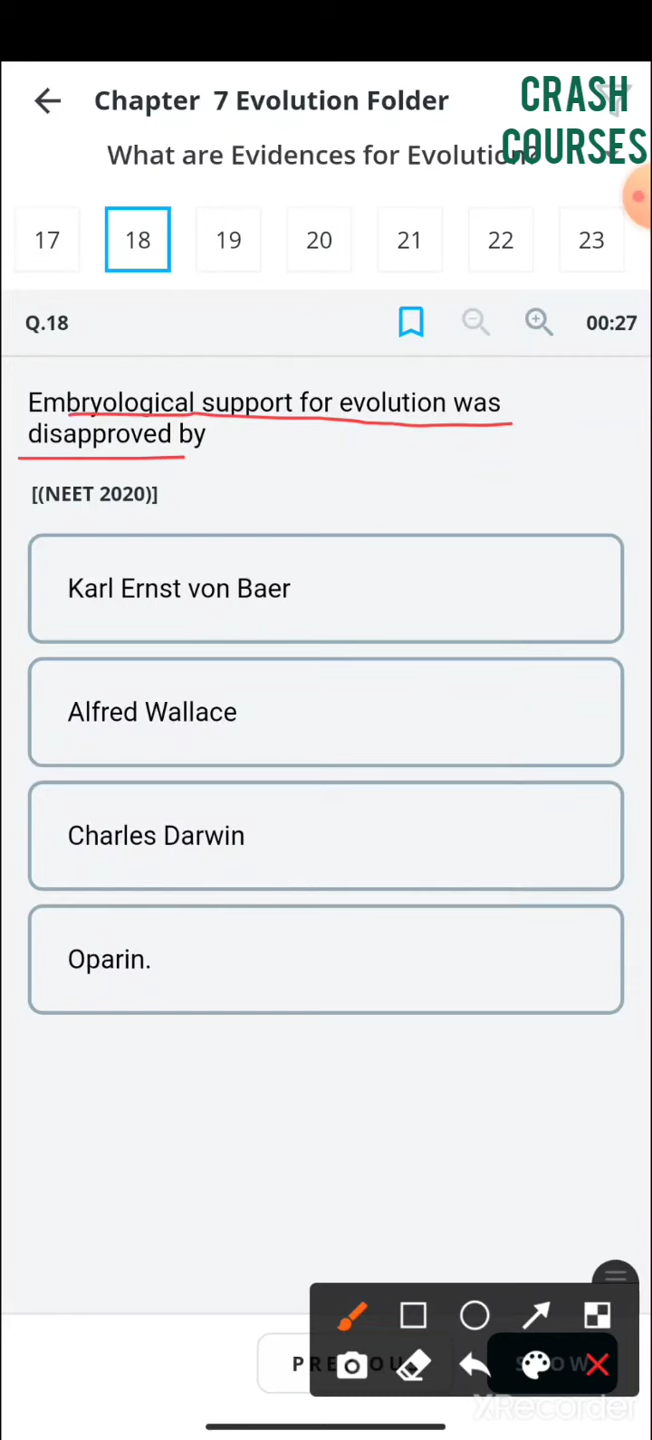 Chapter 7 Evolution Folder
CRASH
COURSES
What are Evidences for Evolution?
17 18 19 20 21 22 23
Q.18 00:27
Embryological support for evolution was
disapproved by
[(NEET 2020)]
Karl Ernst von Baer
Alfred Wallace
Charles Darwin
Oparin.
XRecorder